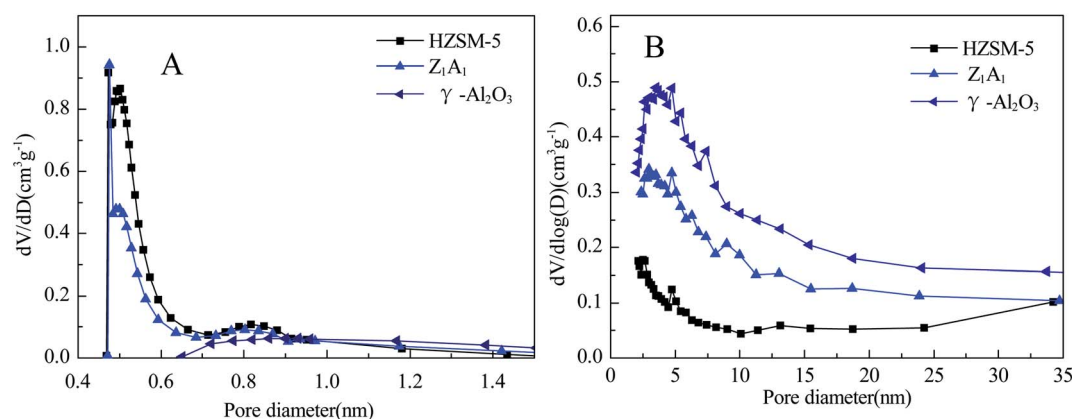 A
HZSM-5
Z₁A₁
γ -Al₂O₃
dV/dD(cm³g⁻¹)
1.0
0.8
0.6
0.4
0.2
0.0
0.4 0.6 0.8 1.0 1.2 1.4
Pore diameter(nm)
B
HZSM-5
Z₁A₁
γ -Al₂O₃
dV/dlog(D)(cm³g⁻¹)
0.6
0.5
0.4
0.3
0.2
0.1
0.0
0 5 10 15 20 25 30 35
Pore diameter(nm)